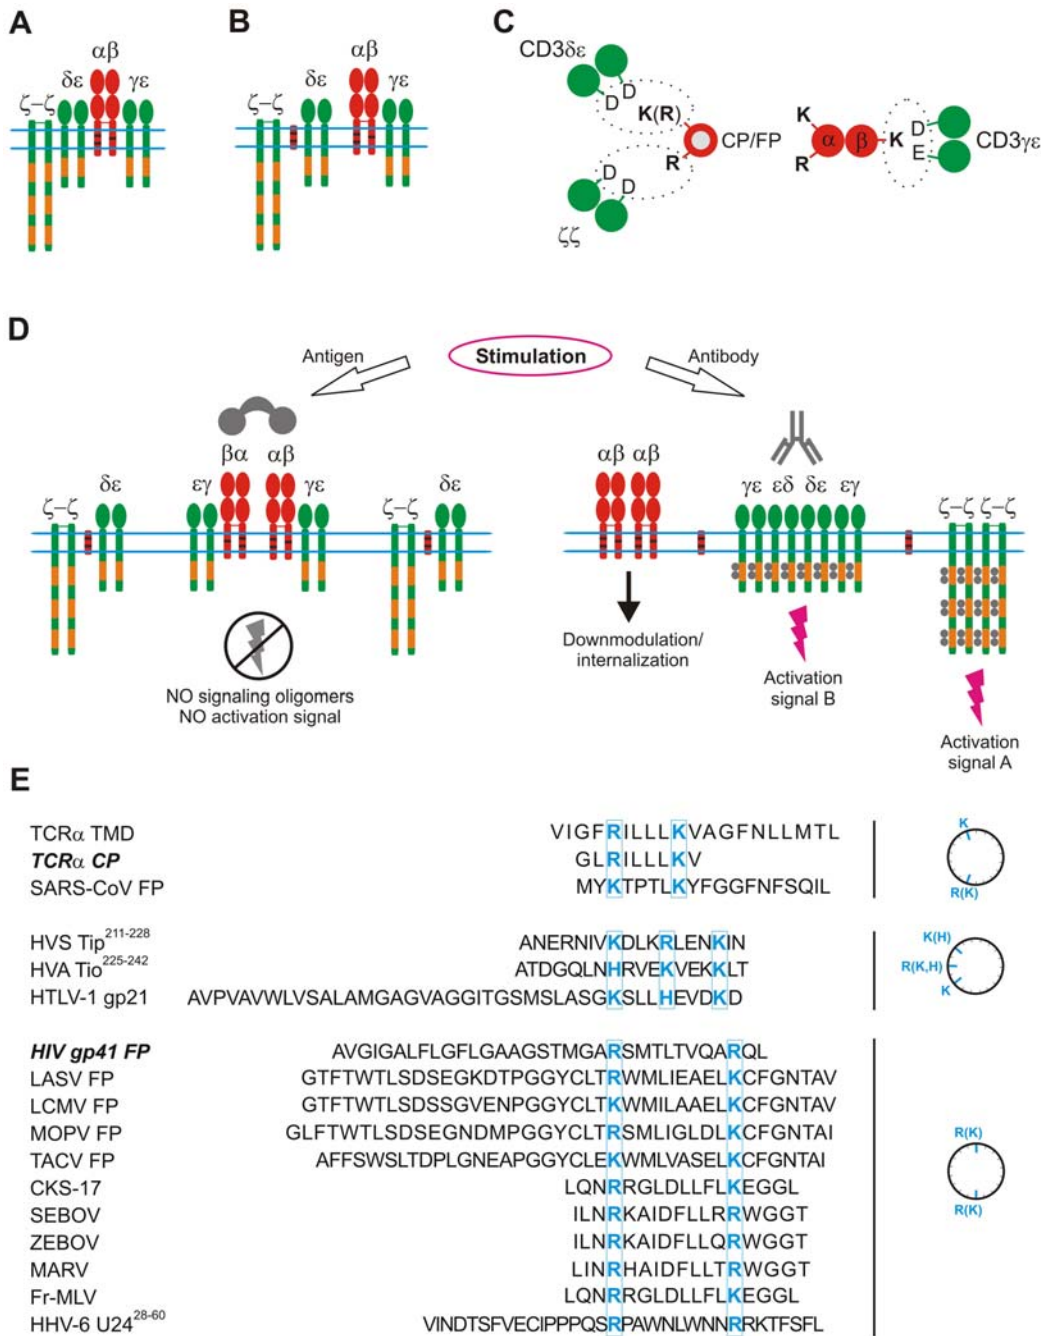 A
B
C
αβ
δε
γε
ζ–ζ
αβ
δε
γε
ζ–ζ
CD3δε
D
D
K(R)
CP/FP
R
D
D
ζζ
K
R
α
β
K
D
E
CD3γε
D
Stimulation
Antigen
Antibody
βα
αβ
δε
εγ
γε
δε
ζ–ζ
ζ–ζ
NO signaling oligomers
NO activation signal
αβ αβ
γε εδ δε εγ
ζ–ζ ζ–ζ
Downmodulation/
internalization
Activation
signal B
Activation
signal A
E
TCRα TMD VIGFRILLLKVAGFNLLMTL
TCRα CP GLRILLLKV
SARS-CoV FP MYKTPTLKYFGGFNFSQIL
K
R(K)
HVS Tip211-228 ANERNIVKDLKRLENKIN
HVA Tio225-242 ATDGQLNHRVEKVEKKLT
HTLV-1 gp21 AVPVAVWLVSALAMGAGVAGGITGSMSLASGKSLLHEVDKD
K(H)
R(K,H)
K
HIV gp41 FP AVGIGALFLGFLGAAGSTMGARSMTLTVQARQL
LASV FP GTFTWTLSDSEGKDTPGGYCLTRWMLIEAELKCFGNTAV
LCMV FP GTFTWTLSDSSGVENPGGYCLTKWMILAAELKCFGNTAV
MOPV FP GLFTWTLSDSEGNDMPGGYCLTRSMLIGLDLKCFGNTAI
TACV FP AFFSWSLTDPLGNEAPGGYCLEKWMLVASELKCFGNTAI
CKS-17 LQNRRGLDLLFLKEGGL
SEBOV ILNRKAIDFLLRRWGGT
ZEBOV ILNRKAIDFLLQRWGGT
MARV LINRHAIDFLLTRWGGT
Fr-MLV LQNRRGLDLLFLKEGGL
HHV-6 U2428-60 VINDTSFVECIPPPQSRPAWNLWNNRRKTFSFL
R(K)
R(K)